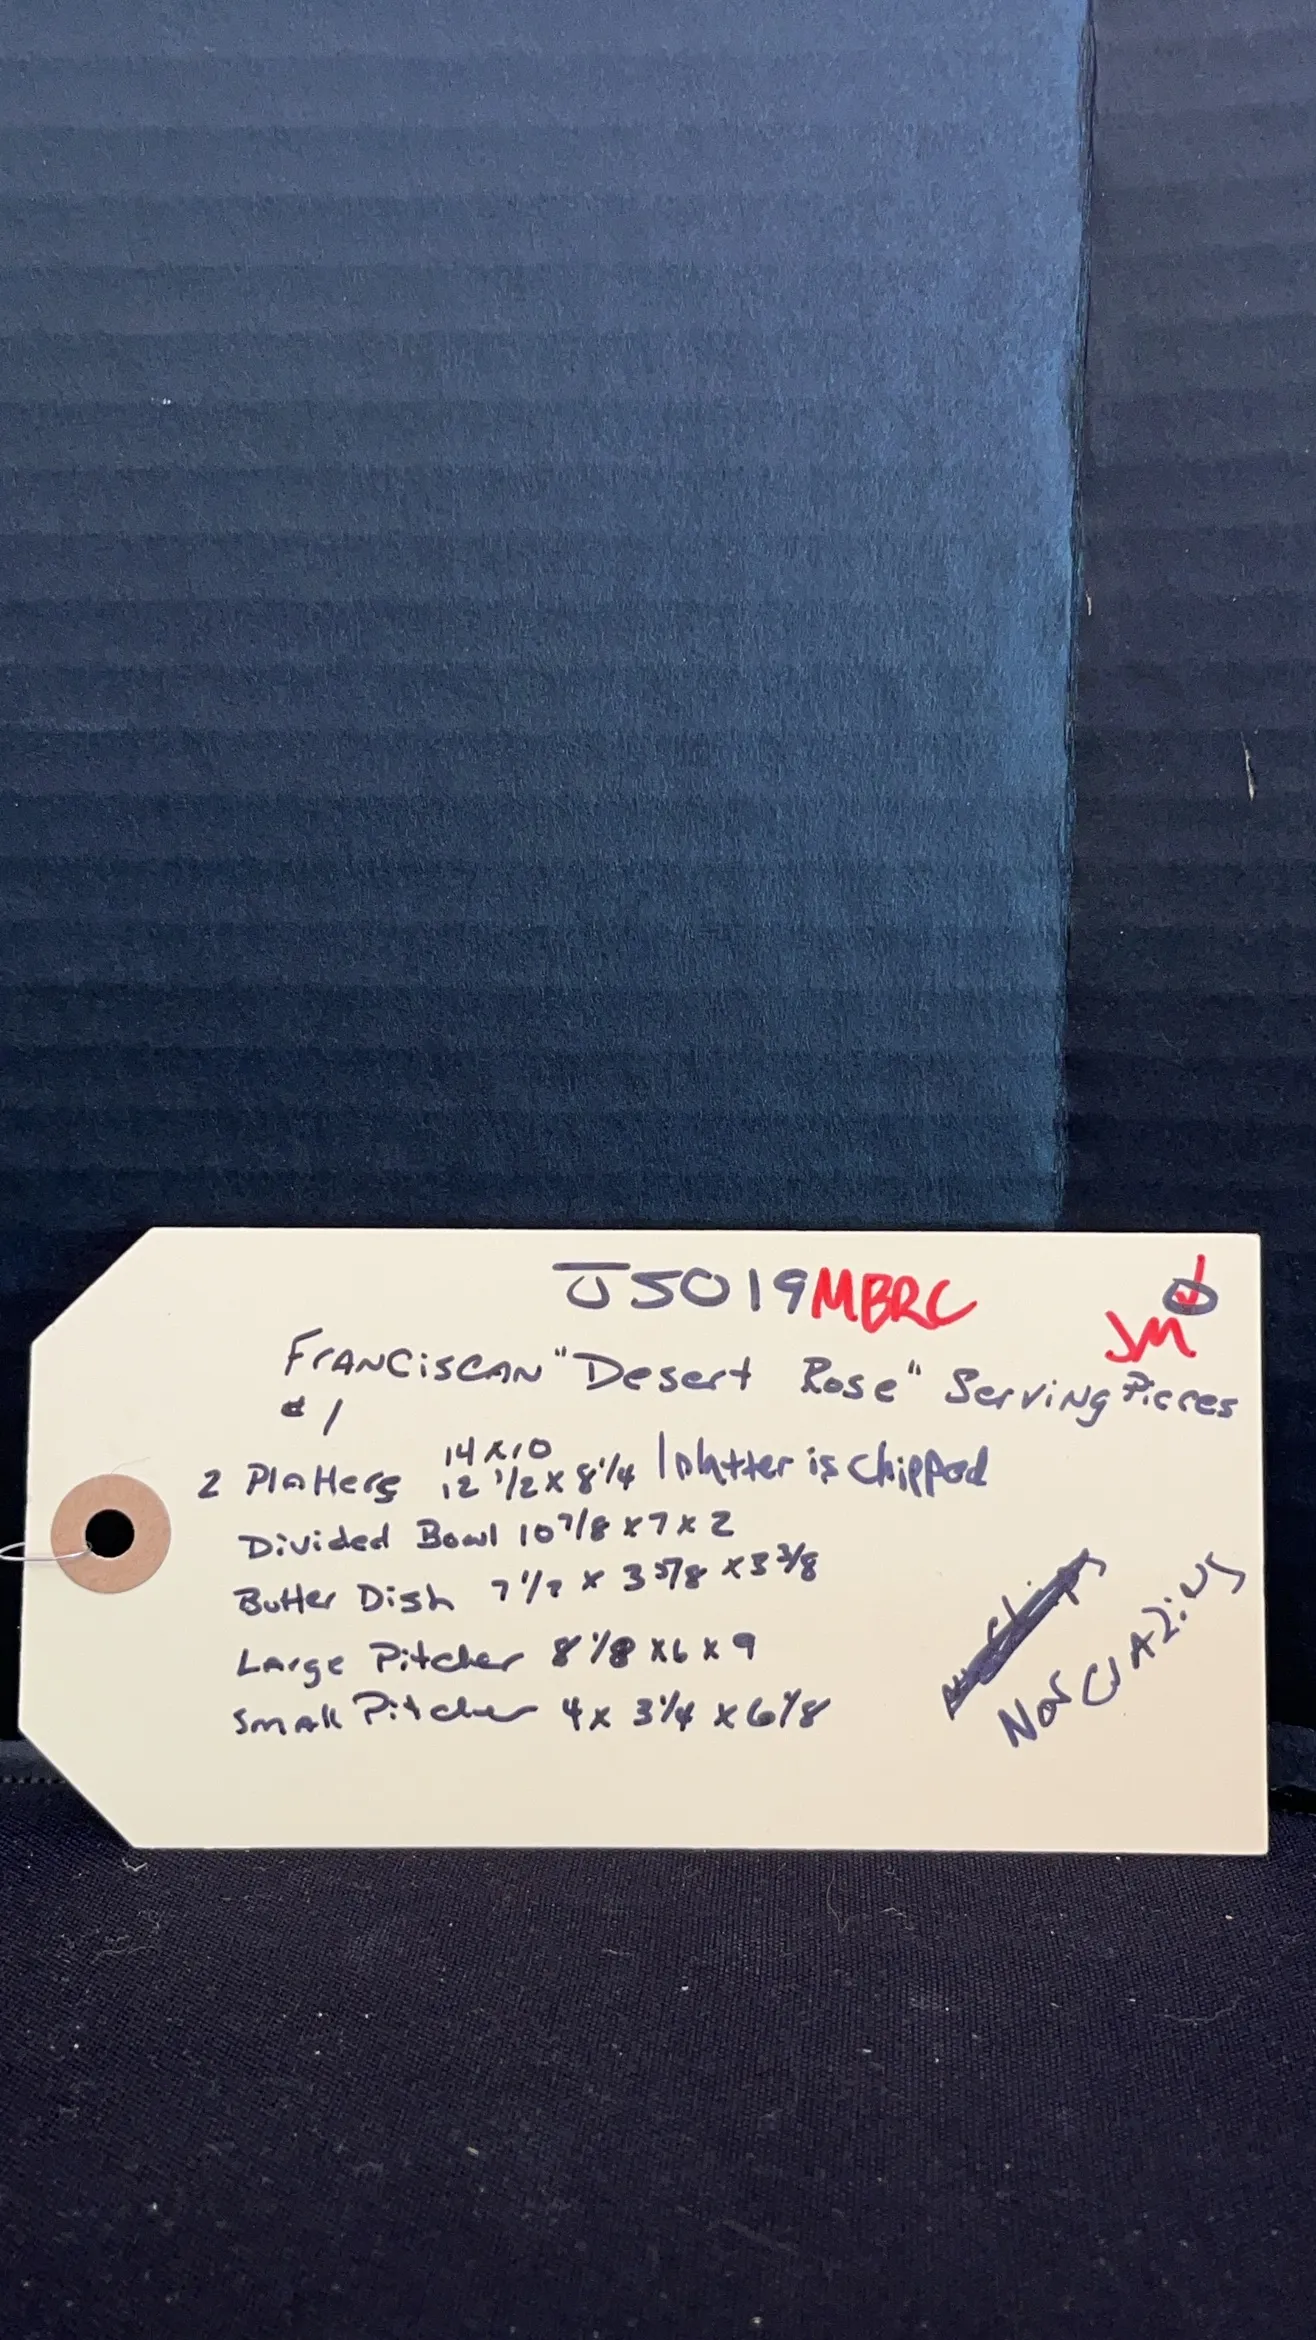 J5019MBRC
JM
FRANCiSCAN "Desert Rose" Serving Pieces
#1
14 x 10
2 Platters 12 1/2 x 8 1/4 1 platter is chipped
Divided Bowl 10 7/8 x 7 x 2
Butter Dish 7 1/2 x 3 5/8 x 3 3/8
Large Pitcher 8 1/8 x 6 x 9
Small Pitcher 4 x 3 1/4 x 6 1/8
No